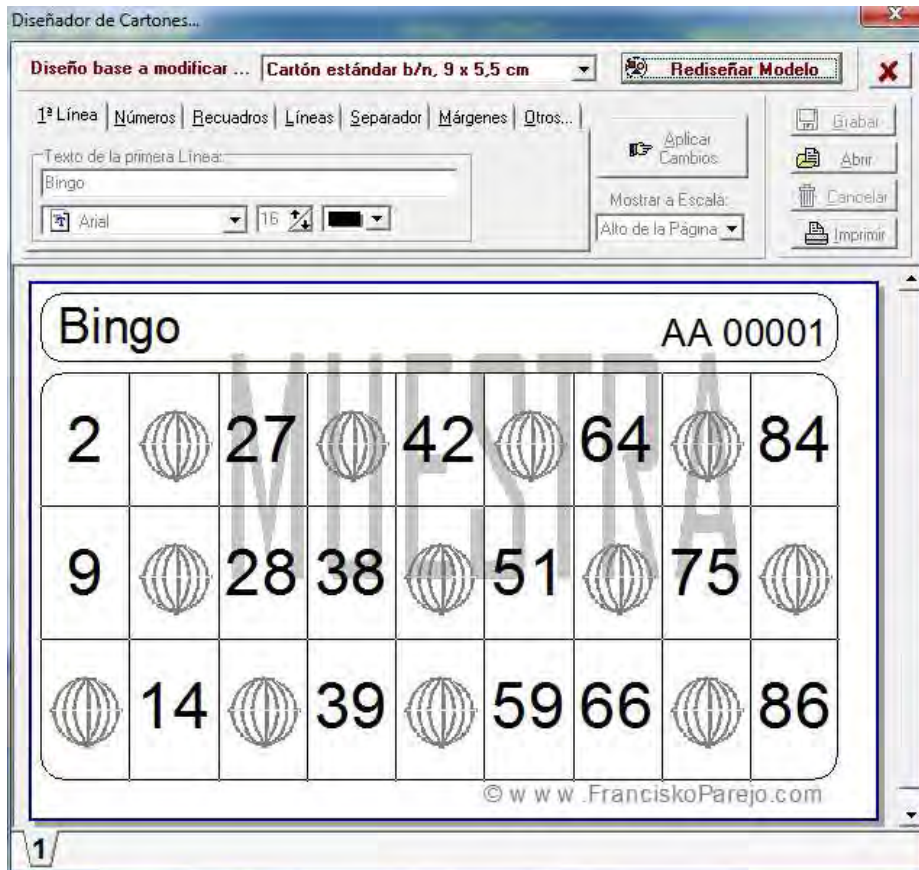 Diseñador de Cartones...
Diseño base a modificar ... Cartón estándar b/n, 9 x 5,5 cm Rediseñar Modelo
1ª Línea Números Recuadros Líneas Separador Márgenes Otros...
Texto de la primera Línea:
Bingo
Arial 16
Aplicar Cambios
Mostrar a Escala:
Alto de la Página
Grabar
Abrir
Cancelar
Imprimir
Bingo AA 00001
MUESTRA
2 27 42 64 84
9 28 38 51 75
14 39 59 66 86
© w w w .FranciskoParejo.com
1